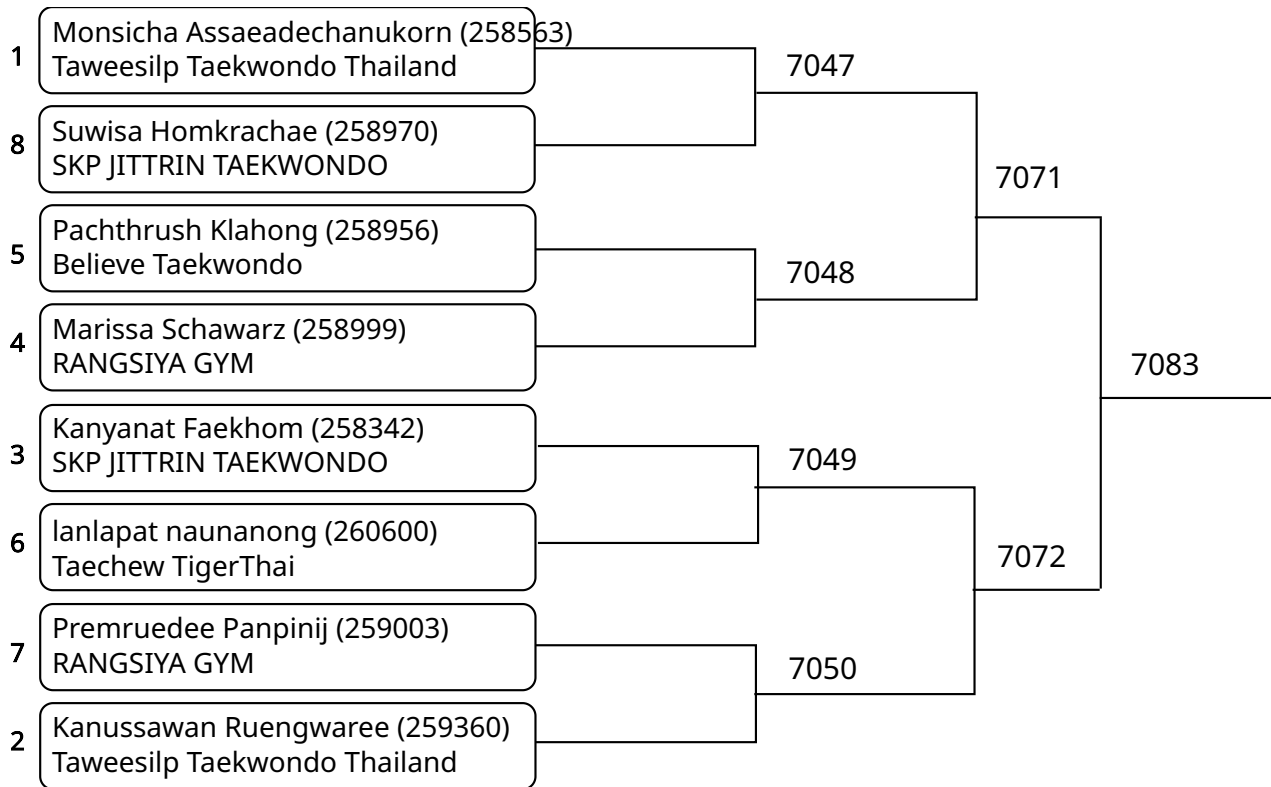 1
Monsicha Assaeadechanukorn (258563)
Taweesilp Taekwondo Thailand
8
Suwisa Homkrachae (258970)
SKP JITTRIN TAEKWONDO
7047
5
Pachthrush Klahong (258956)
Believe Taekwondo
4
Marissa Schawarz (258999)
RANGSIYA GYM
7048
7071
3
Kanyanat Faekhom (258342)
SKP JITTRIN TAEKWONDO
6
lanlapat naunanong (260600)
Taechew TigerThai
7049
7
Premruedee Panpinij (259003)
RANGSIYA GYM
2
Kanussawan Ruengwaree (259360)
Taweesilp Taekwondo Thailand
7050
7072
7083